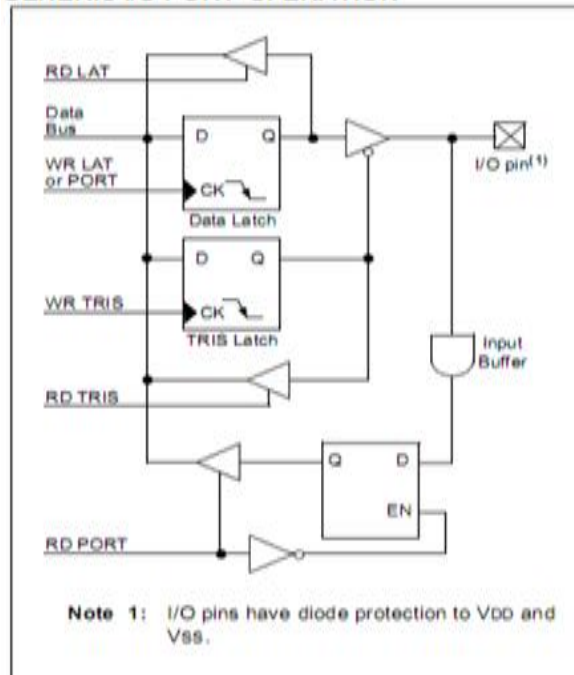 RD LAT
Data
Bus
D Q
WR LAT
or PORT
CK
Data Latch
I/O pin(1)
D Q
WR TRIS
CK
TRIS Latch
Input
Buffer
RD TRIS
Q D
EN
RD PORT
Note 1: I/O pins have diode protection to VDD and
VSS.